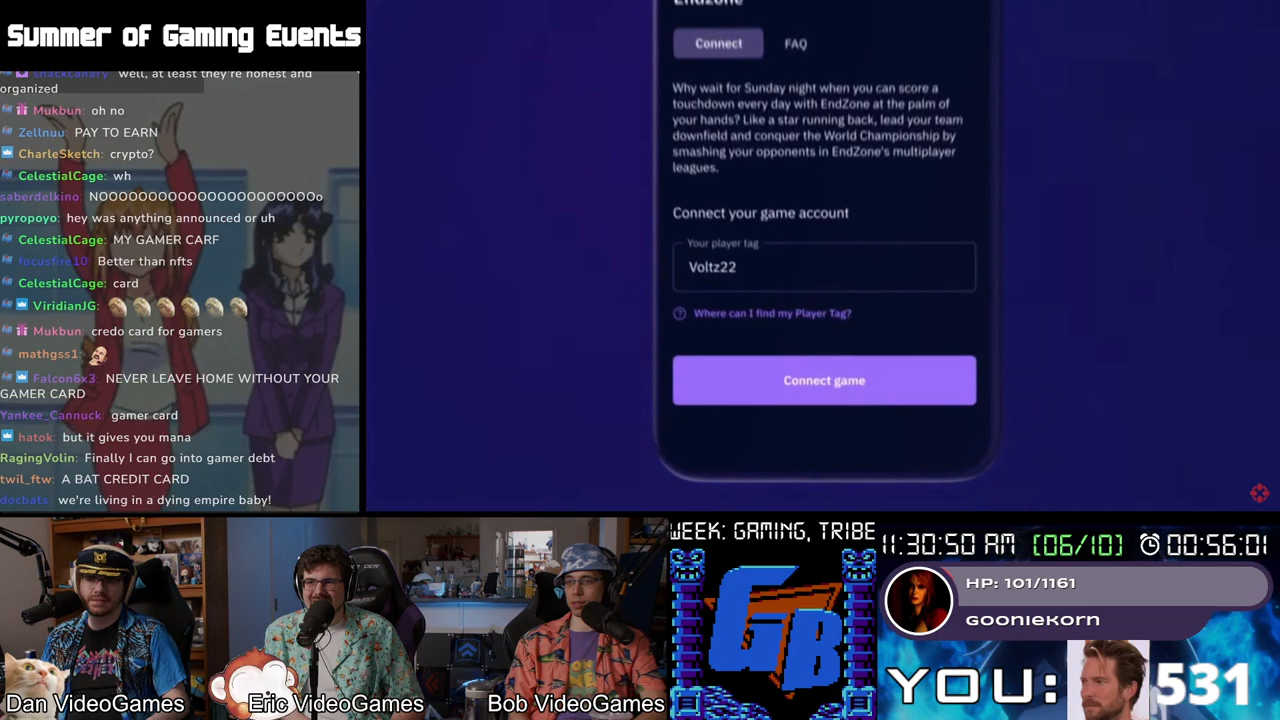 Summer of Gaming Events
shackcanary well, at least they're honest and
organized
Mukbun: oh no
Zellnuu: PAY TO EARN
CharleSketch: crypto?
CelestialCage: wh
saberdelkino: NOOOOOOOOOOOOOOOOOOOOOOo
pyropoyo: hey was anything announced or uh
CelestialCage: MY GAMER CARF
focusfire10: Better than nfts
CelestialCage: card
ViridianJG:
Mukbun: credo card for gamers
mathgss1:
Falcon6x3: NEVER LEAVE HOME WITHOUT YOUR
GAMER CARD
Yankee_Cannuck: gamer card
hatok: but it gives you mana
RagingVolin: Finally I can go into gamer debt
twil_ftw: A BAT CREDIT CARD
docbats: we're living in a dying empire baby!
EndZone
Connect FAQ
Why wait for Sunday night when you can score a
touchdown every day with EndZone at the palm of
your hands? Like a star running back, lead your team
downfield and conquer the World Championship by
smashing your opponents in EndZone's multiplayer
leagues.
Connect your game account
Your player tag
Voltz22
Where can I find my Player Tag?
Connect game
Dan VideoGames
Eric VideoGames
Bob VideoGames
WEEK: GAMING, TRIBE
GB
11:30:50 AM [06/10] 00:56:01
HP: 101/1161
GOONIEKORN
YOU: 531